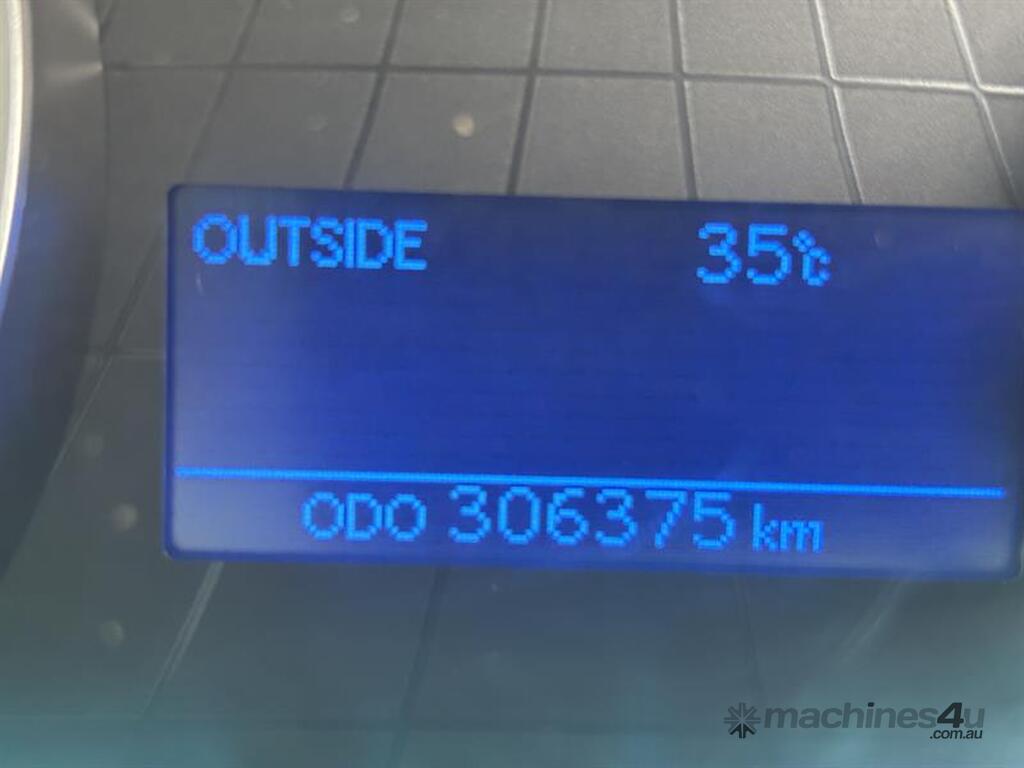 OUTSIDE 35℃
ODO 306375 km
machines4u
.com.au